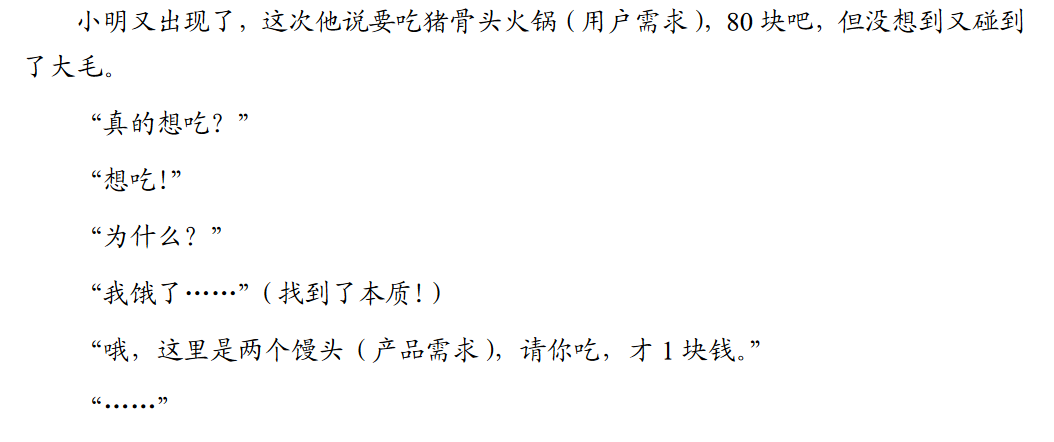 小明又出现了，这次他说要吃猪骨头火锅（用户需求），80 块吧，但没想到又碰到
了大毛。
“真的想吃？”
“想吃！”
“为什么？”
“我饿了……”（找到了本质！）
“哦，这里是两个馒头（产品需求），请你吃，才 1 块钱。”
“……”